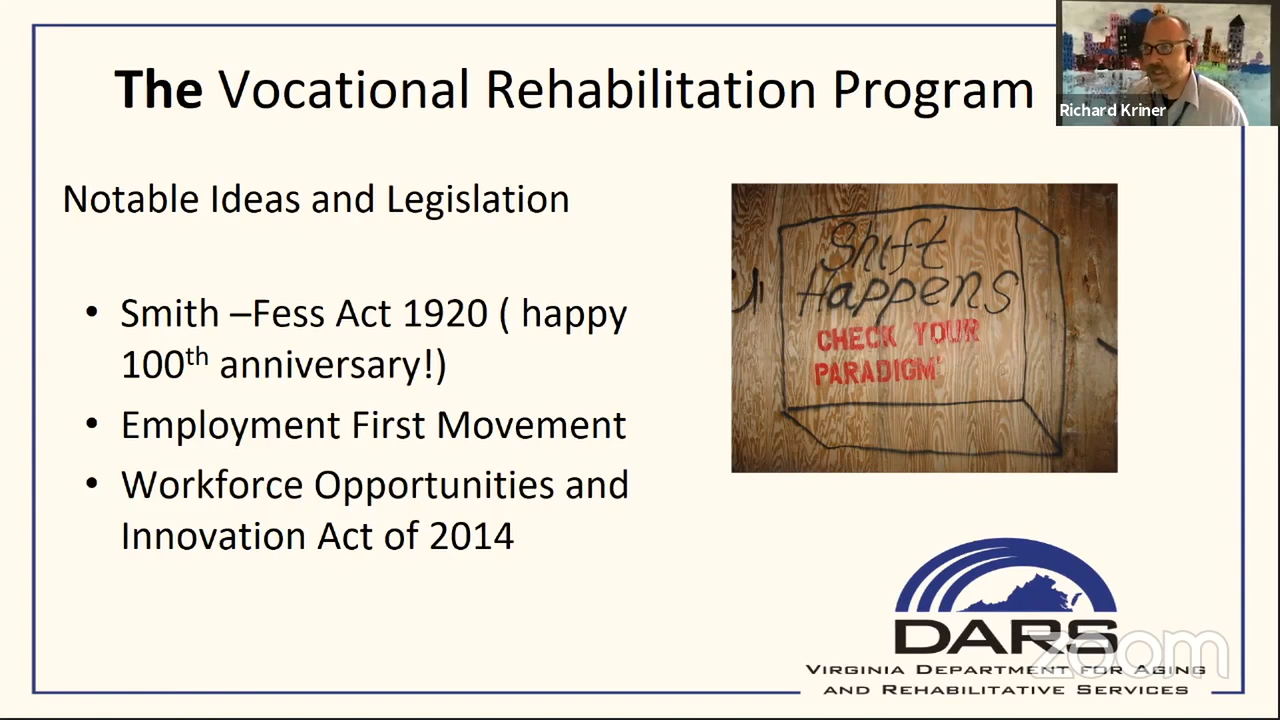 The Vocational Rehabilitation Program
Richard Kriner
Notable Ideas and Legislation
• Smith –Fess Act 1920 ( happy
100th anniversary!)
• Employment First Movement
• Workforce Opportunities and
Innovation Act of 2014
Shift
Happens
CHECK YOUR
PARADIGM
DARS
zoom
VIRGINIA DEPARTMENT FOR AGING
AND REHABILITATIVE SERVICES